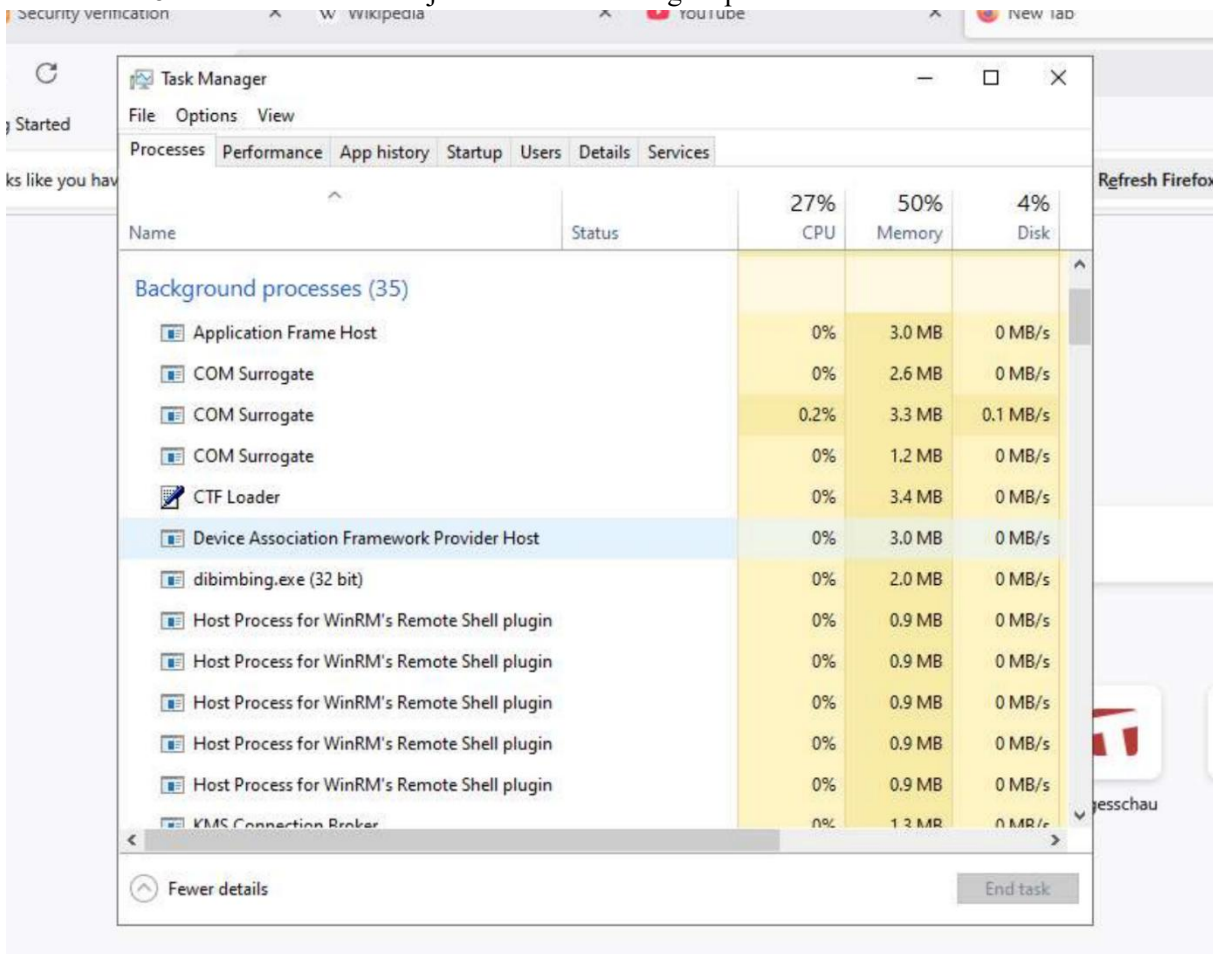 Security verification
Wikipedia
YouTube
New Tab
Started
Task Manager
File Options View
Processes Performance App history Startup Users Details Services
ks like you hav
Refresh Firefox
27% 50% 4%
Name Status CPU Memory Disk
Background processes (35)
Application Frame Host 0% 3.0 MB 0 MB/s
COM Surrogate 0% 2.6 MB 0 MB/s
COM Surrogate 0.2% 3.3 MB 0.1 MB/s
COM Surrogate 0% 1.2 MB 0 MB/s
CTF Loader 0% 3.4 MB 0 MB/s
Device Association Framework Provider Host 0% 3.0 MB 0 MB/s
dibimbing.exe (32 bit) 0% 2.0 MB 0 MB/s
Host Process for WinRM's Remote Shell plugin 0% 0.9 MB 0 MB/s
Host Process for WinRM's Remote Shell plugin 0% 0.9 MB 0 MB/s
Host Process for WinRM's Remote Shell plugin 0% 0.9 MB 0 MB/s
Host Process for WinRM's Remote Shell plugin 0% 0.9 MB 0 MB/s
Host Process for WinRM's Remote Shell plugin 0% 0.9 MB 0 MB/s
KMS Connection Broker 0% 1.3 MB 0 MB/s
gesschau
Fewer details
End task